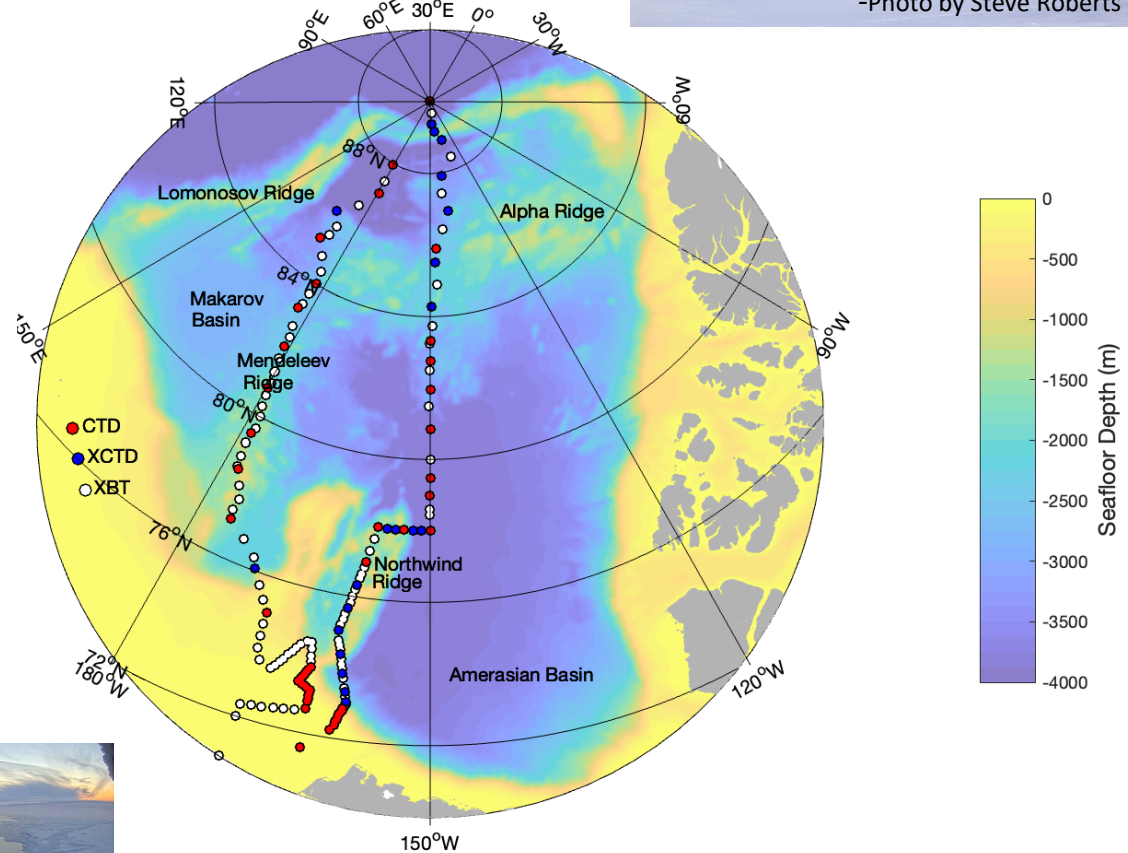 -Photo by Steve Roberts
30°E
60°E
0°
90°E
30°W
120°E
60°W
88°N
Lomonosov Ridge
Alpha Ridge
84°N
Makarov
Basin
150°E
90°W
Mendeleev
Ridge
80°N
CTD
XCTD
XBT
76°N
Northwind
Ridge
72°N
180°W
Amerasian Basin
120°W
150°W
0
-500
-1000
-1500
-2000
-2500
-3000
-3500
-4000
Seafloor Depth (m)